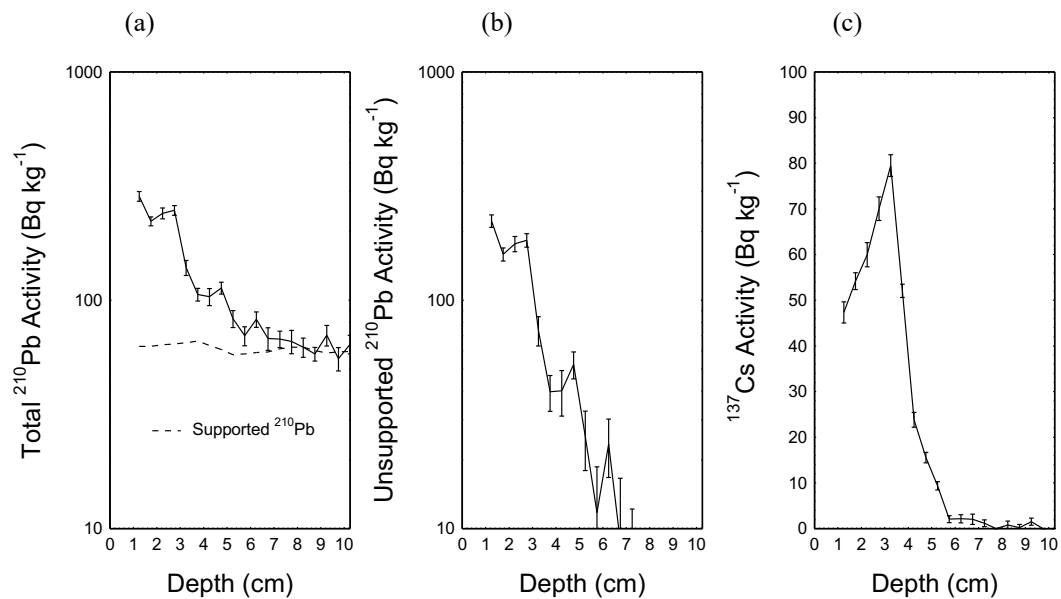 (a)
(b)
(c)
Total ²¹⁰Pb Activity (Bq kg⁻¹)
1000
100
10
Supported ²¹⁰Pb
0 1 2 3 4 5 6 7 8 9 10
Depth (cm)
Unsupported ²¹⁰Pb Activity (Bq kg⁻¹)
1000
100
10
0 1 2 3 4 5 6 7 8 9 10
Depth (cm)
¹³⁷Cs Activity (Bq kg⁻¹)
100
90
80
70
60
50
40
30
20
10
0
0 1 2 3 4 5 6 7 8 9 10
Depth (cm)